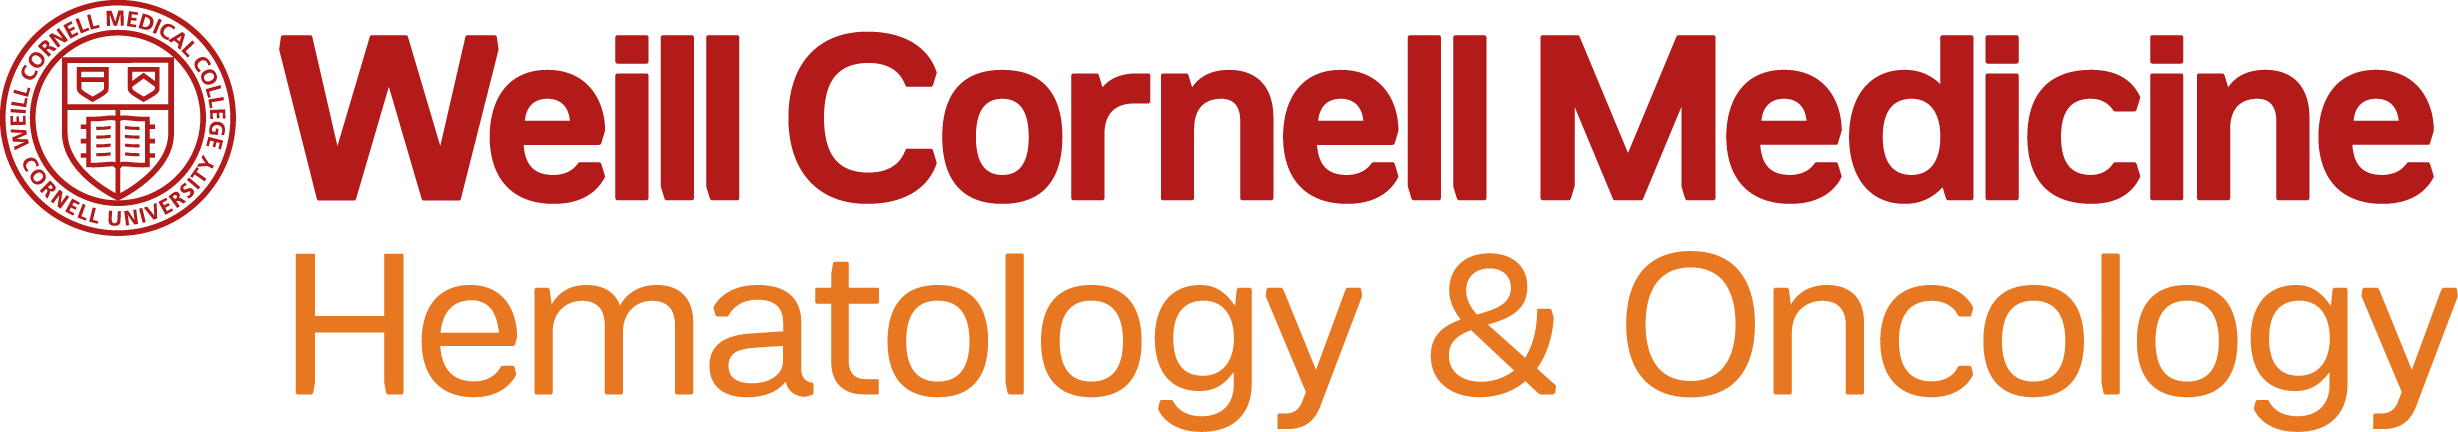 WEILL CORNELL MEDICAL COLLEGE
CORNELL UNIVERSITY
Weill Cornell Medicine
Hematology & Oncology